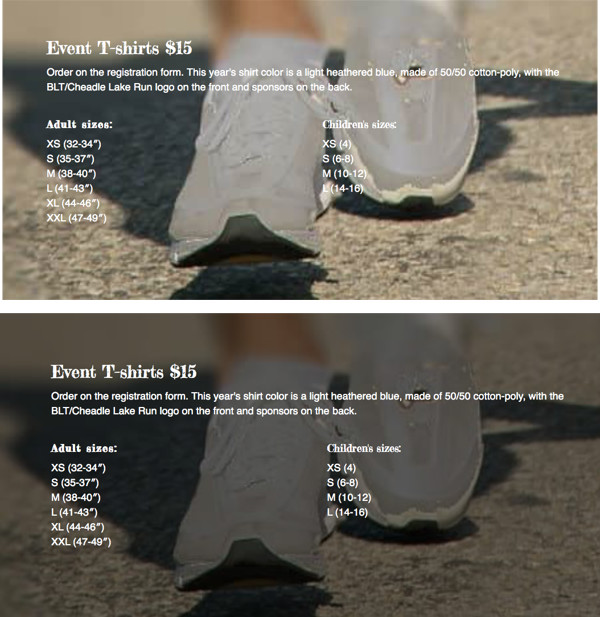 Event T-shirts $15
Order on the registration form. This year's shirt color is a light heathered blue, made of 50/50 cotton-poly, with the
BLT/Cheadle Lake Run logo on the front and sponsors on the back.
Adult sizes:
XS (32-34″)
S (35-37″)
M (38-40″)
L (41-43″)
XL (44-46″)
XXL (47-49″)
Children's sizes:
XS (4)
S (6-8)
M (10-12)
L (14-16)
Event T-shirts $15
Order on the registration form. This year's shirt color is a light heathered blue, made of 50/50 cotton-poly, with the
BLT/Cheadle Lake Run logo on the front and sponsors on the back.
Adult sizes:
XS (32-34″)
S (35-37″)
M (38-40″)
L (41-43″)
XL (44-46″)
XXL (47-49″)
Children's sizes:
XS (4)
S (6-8)
M (10-12)
L (14-16)